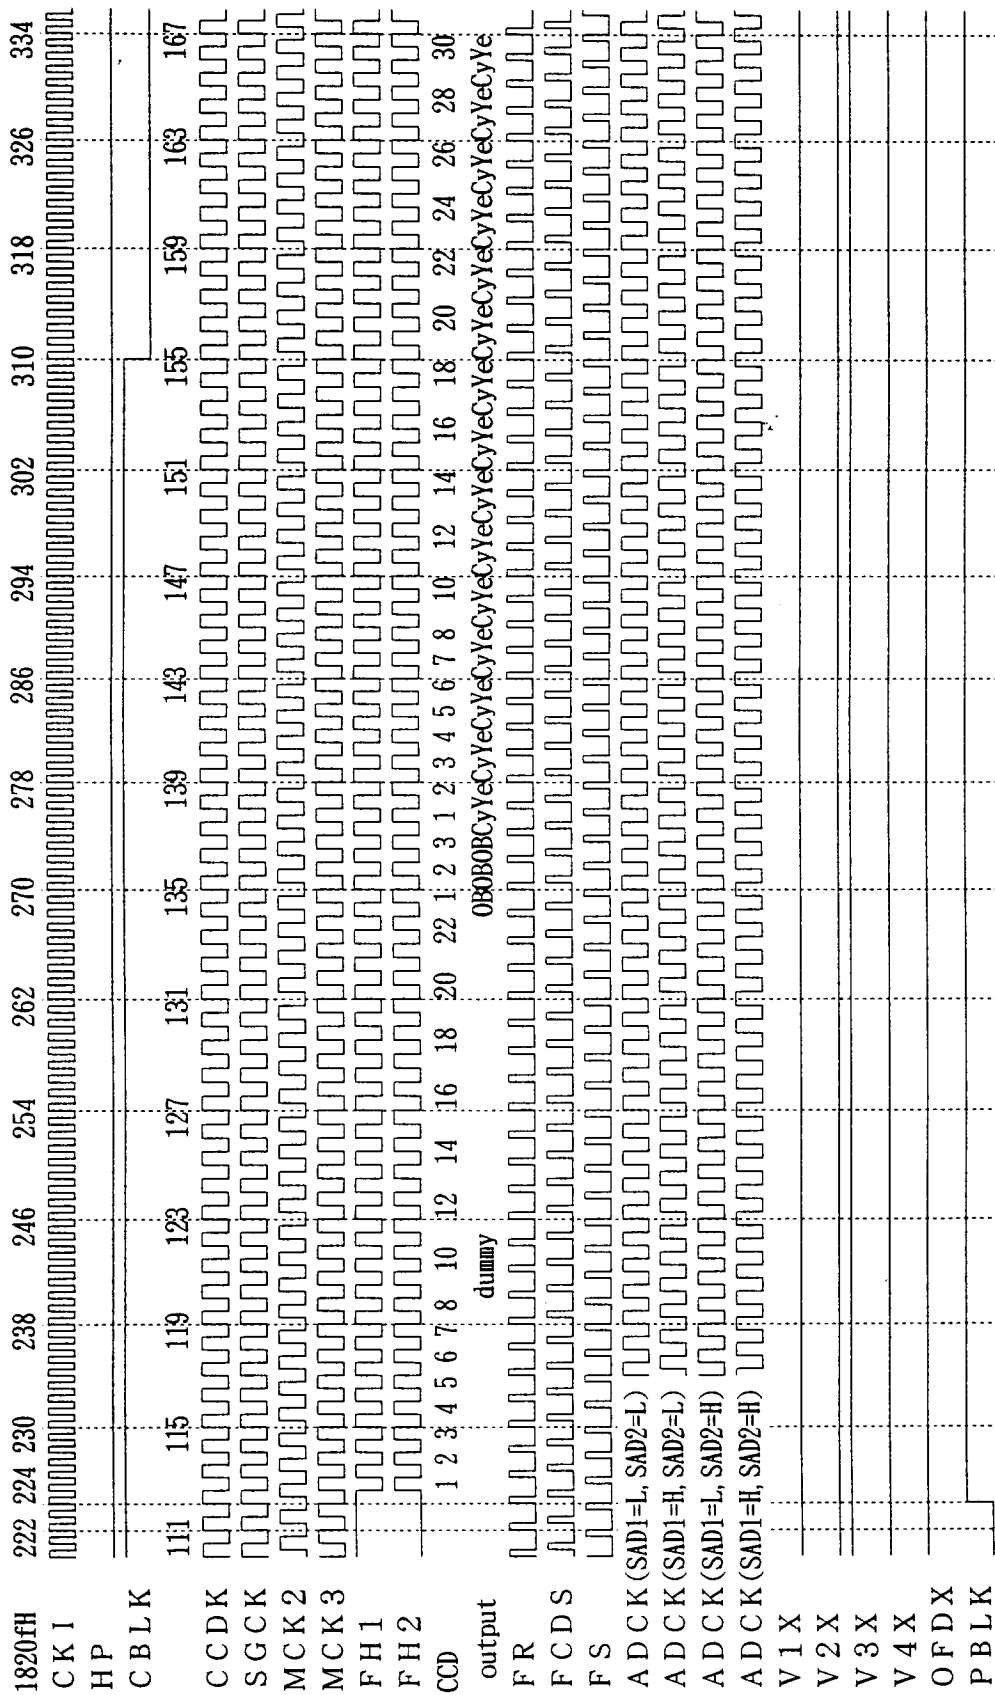 1820fH 222 224 230 238 246 254 262 270 278 286 294 302 310 318 326 334
CKI
HP
CBLK
111 115 119 123 127 131 135 139 143 147 151 155 159 163 167
CCDK
SGCK
MCK2
MCK3
FH1
FH2
CCD 1 2 3 4 5 6 7 8 10 12 14 16 18 20 22 1 2 3 1 2 3 4 5 6 7 8 10 12 14 16 18 20 22 24 26 28 30
output dummy OBOBOBCyYeCyYeCyYeCyYeCyYeCyYeCyYeCyYeCyYeCyYeCyYeCyYeCyYeCyYeCyYe
FR
FCDS
FS
ADCK(SAD1=L, SAD2=L)
ADCK(SAD1=H, SAD2=L)
ADCK(SAD1=L, SAD2=H)
ADCK(SAD1=H, SAD2=H)
V1X
V2X
V3X
V4X
OFDX
PBLK